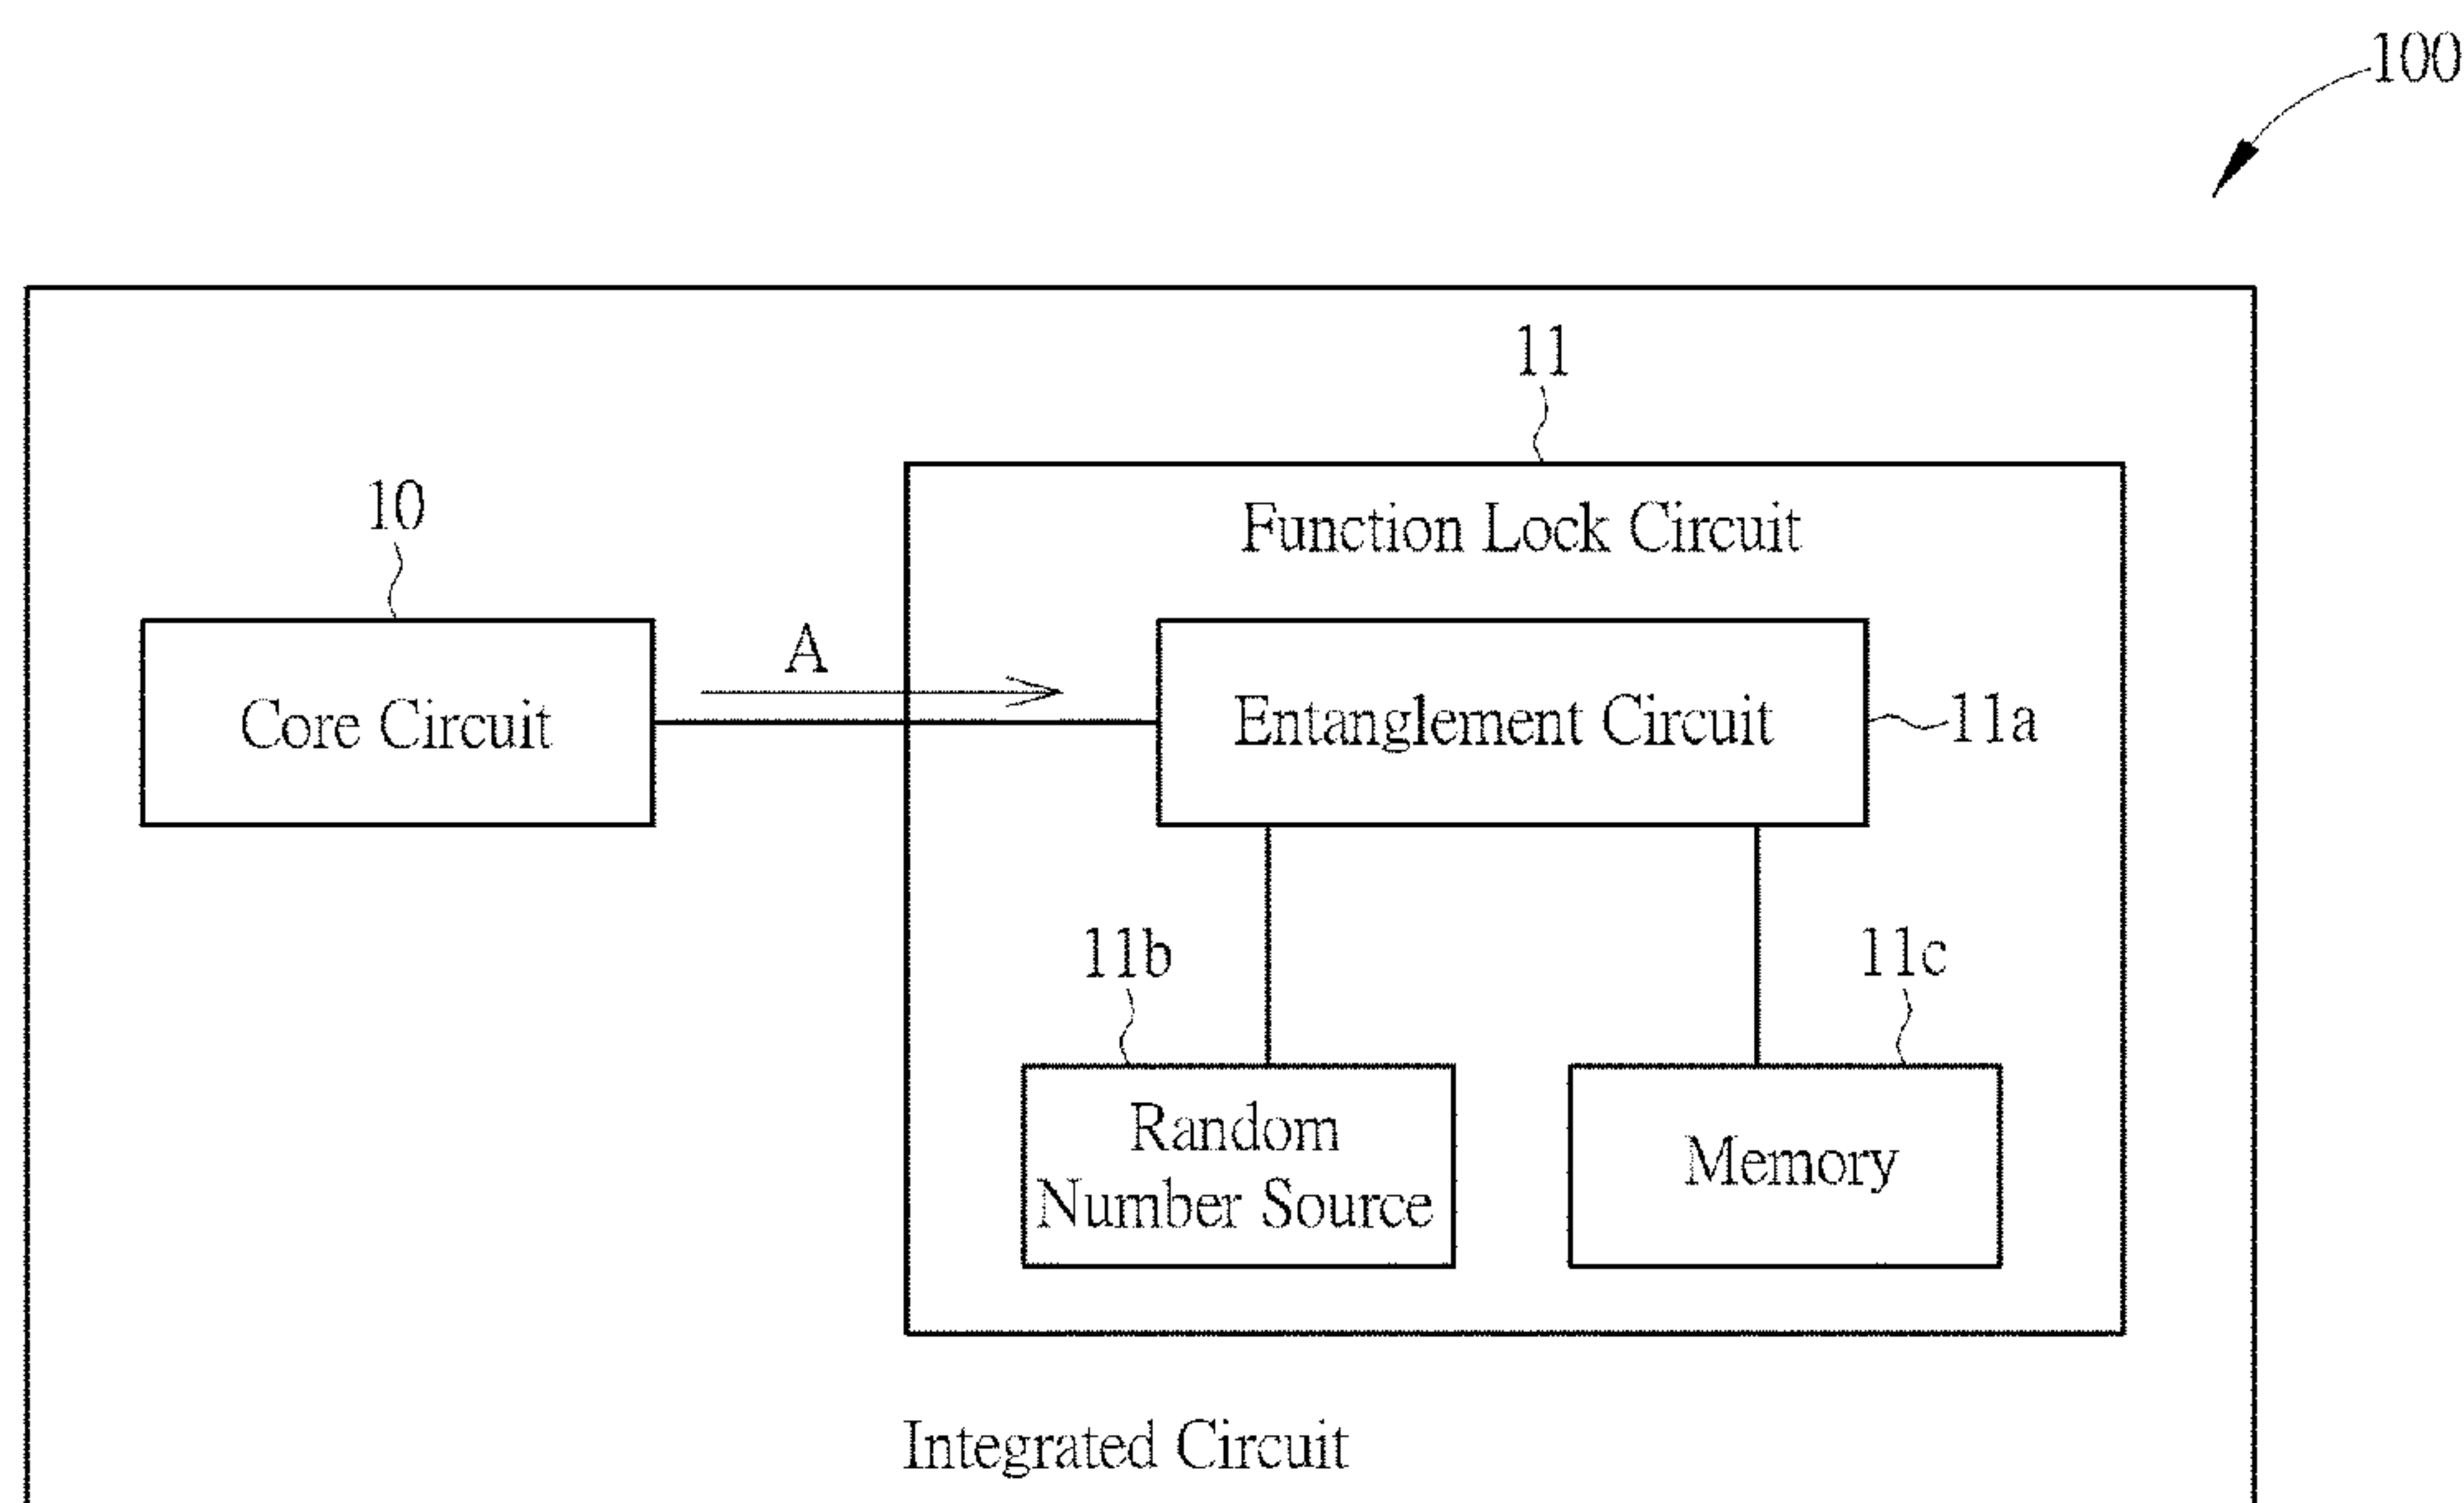 100
11
Function Lock Circuit
10
Core Circuit
A
Entanglement Circuit
11a
11b
11c
Random
Number Source
Memory
Integrated Circuit